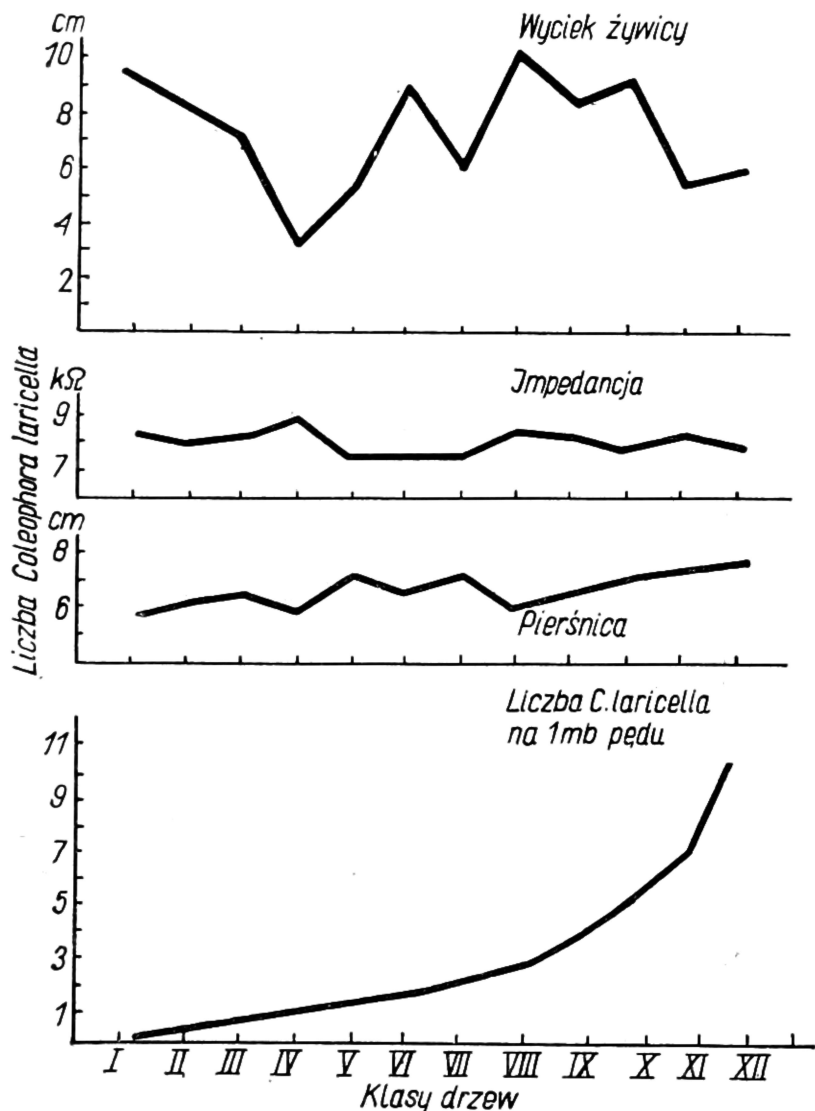 cm
Wyciek żywicy
10
8
6
4
2
Liczba Coleophora laricella
kΩ
Impedancja
9
7
cm
8
6
Pierśnica
Liczba C. laricella
na 1mb pędu
11
9
7
5
3
1
I II III IV V VI VII VIII IX X XI XII
Klasy drzew